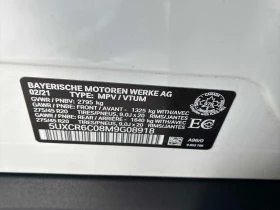 BAYERISCHE MOTOREN WERKE AG
02/21 TYPE: MPV / VTUM
GVWR / PNBV: 2795 kg
GAWR / PNBE: FRONT / AVANT: 1325 kg WITH/AVEC
275/45 R20 TIRES/PNEUS, 9.0J x 20 RIMS/JANTES
GAWR / PNBE: REAR / ARRIERE: 1640 kg WITH/AVEC
275/45 R20 TIRES/PNEUS, 9.0J x 20 RIMS/JANTES
5UXCR6C08M9G08918
EC